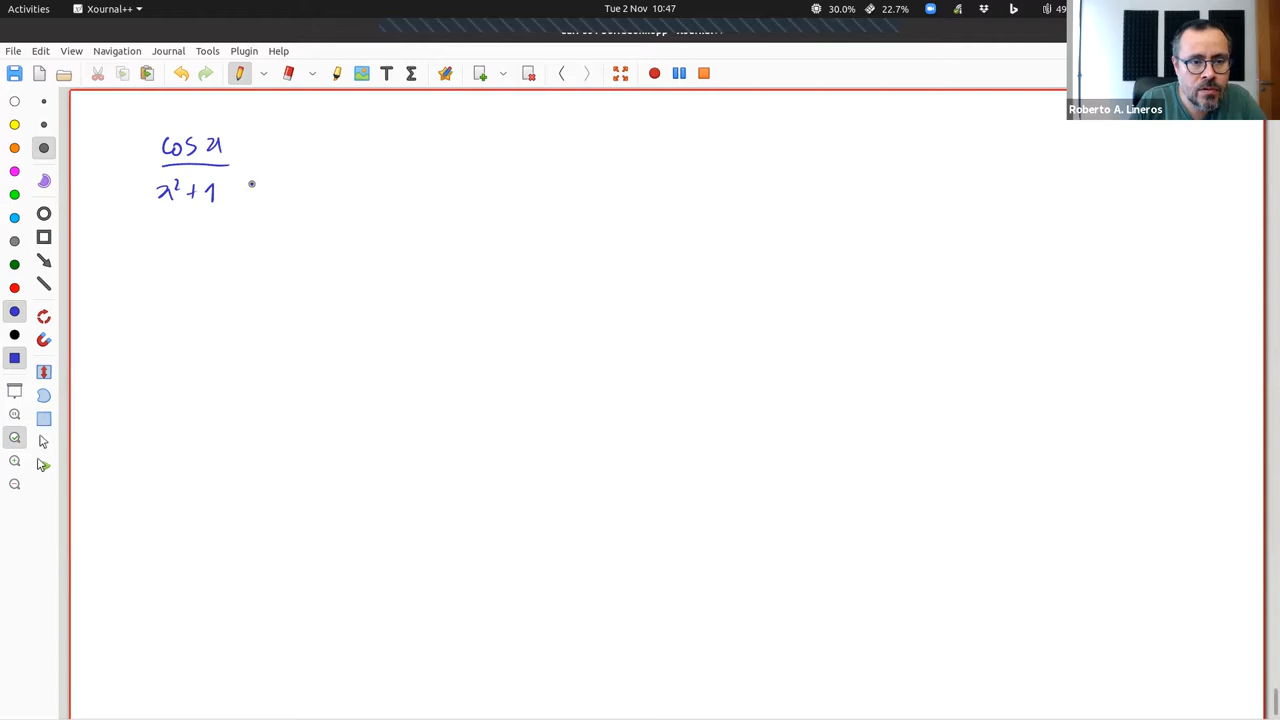 Activities Xournal++ Tue 2 Nov 10:47 30.0% 22.7%
File Edit View Navigation Journal Tools Plugin Help
Roberto A. Lineros
cos x
x² + 1